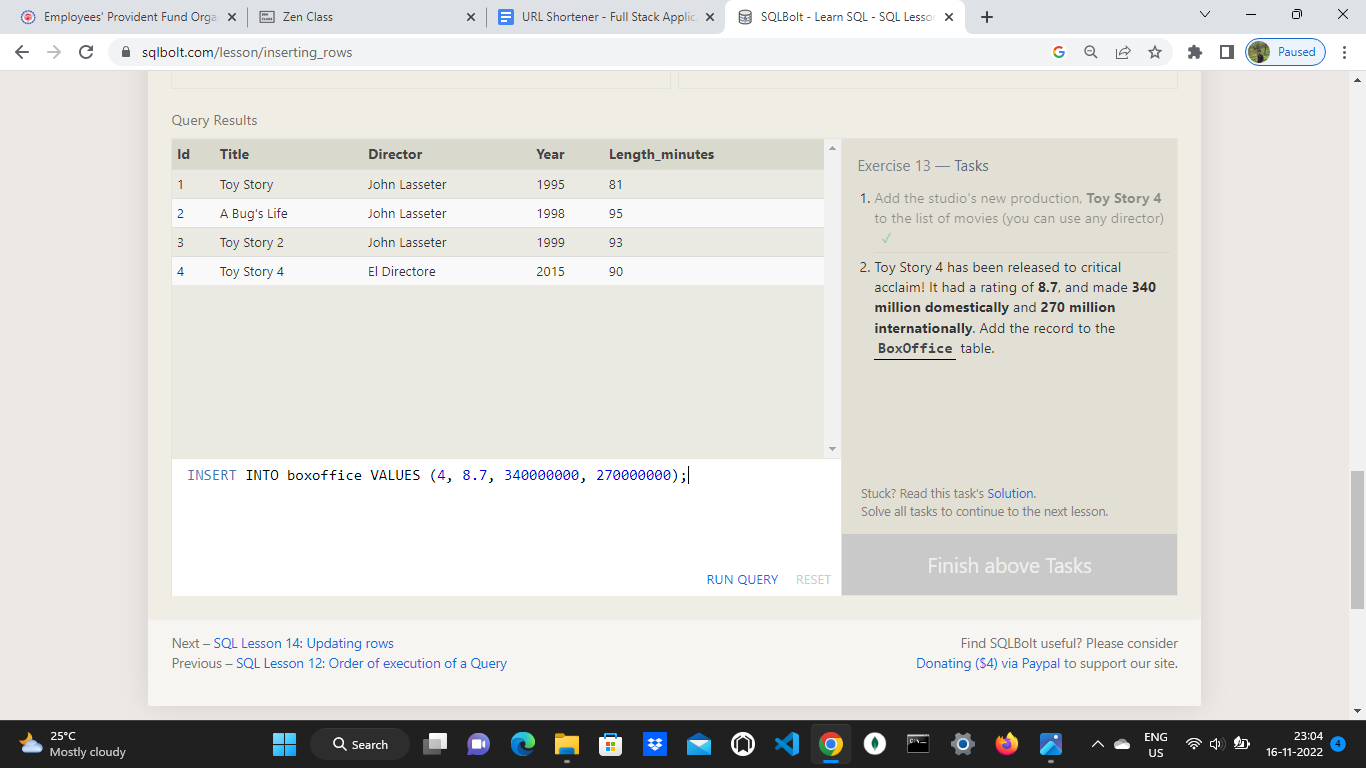 Employees' Provident Fund Orga
Zen Class
URL Shortener - Full Stack Applic
SQLBolt - Learn SQL - SQL Lesso
sqlbolt.com/lesson/inserting_rows
Paused
Query Results
Id Title Director Year Length_minutes
1 Toy Story John Lasseter 1995 81
2 A Bug's Life John Lasseter 1998 95
3 Toy Story 2 John Lasseter 1999 93
4 Toy Story 4 El Directore 2015 90
INSERT INTO boxoffice VALUES (4, 8.7, 340000000, 270000000);
RUN QUERY RESET
Exercise 13 — Tasks
1. Add the studio's new production, Toy Story 4
to the list of movies (you can use any director)
✓
2. Toy Story 4 has been released to critical
acclaim! It had a rating of 8.7, and made 340
million domestically and 270 million
internationally. Add the record to the
BoxOffice table.
Stuck? Read this task's Solution.
Solve all tasks to continue to the next lesson.
Finish above Tasks
Next – SQL Lesson 14: Updating rows
Previous – SQL Lesson 12: Order of execution of a Query
Find SQLBolt useful? Please consider
Donating ($4) via Paypal to support our site.
25°C
Mostly cloudy
Search
ENG
US
23:04
16-11-2022
4